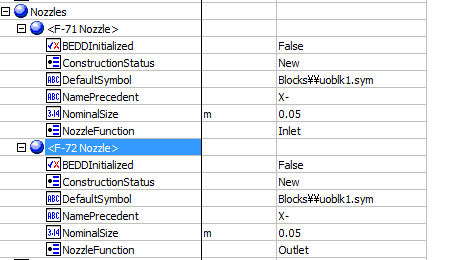 Nozzles
<F-71 Nozzle>
BEDDInitialized False
ConstructionStatus New
DefaultSymbol Blocks¥¥uoblk1.sym
NamePrecedent X-
NominalSize m 0.05
NozzleFunction Inlet
<F-72 Nozzle>
BEDDInitialized False
ConstructionStatus New
DefaultSymbol Blocks¥¥uoblk1.sym
NamePrecedent X-
NominalSize m 0.05
NozzleFunction Outlet